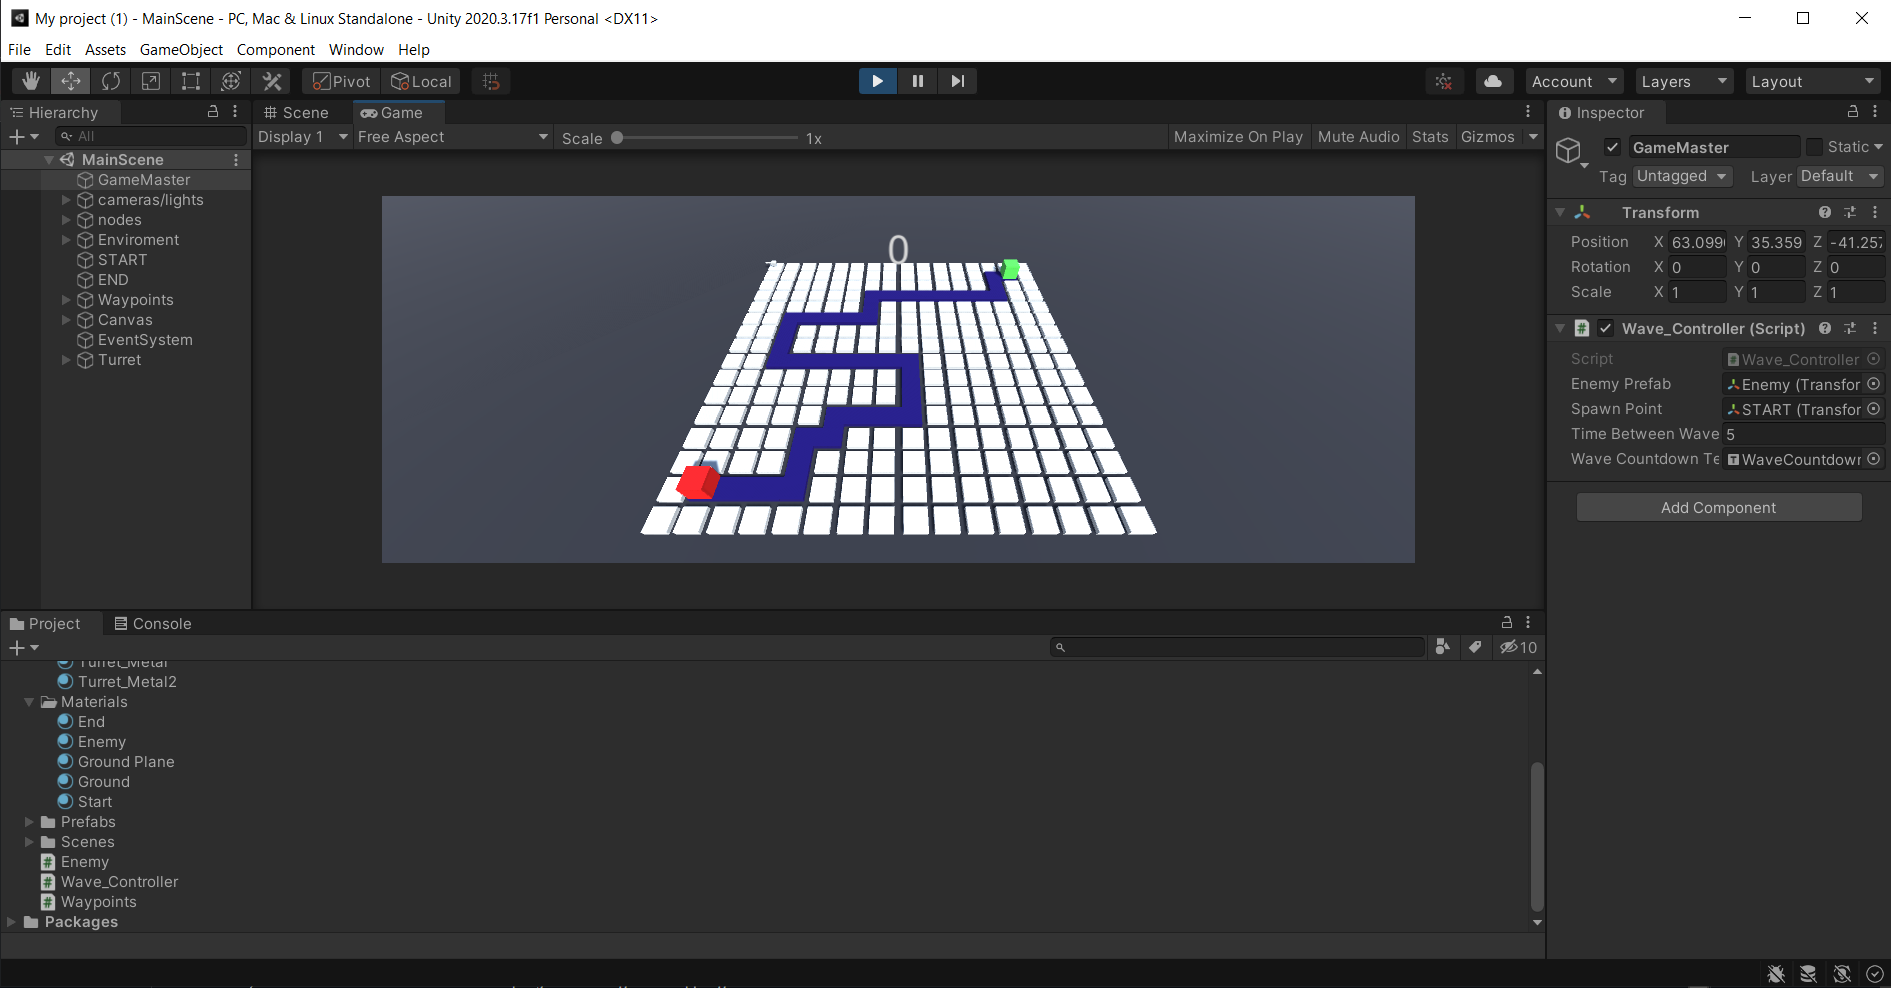 My project (1) - MainScene - PC, Mac & Linux Standalone - Unity 2020.3.17f1 Personal <DX11>
File Edit Assets GameObject Component Window Help
Pivot Local Account Layers Layout
Hierarchy
All
MainScene
GameMaster
cameras/lights
nodes
Enviroment
START
END
Waypoints
Canvas
EventSystem
Turret
Scene Game
Display 1 Free Aspect Scale 1x Maximize On Play Mute Audio Stats Gizmos
0
Inspector
GameMaster Static
Tag Untagged Layer Default
Transform
Position X 63.099 Y 35.359 Z -41.257
Rotation X 0 Y 0 Z 0
Scale X 1 Y 1 Z 1
# Wave_Controller (Script)
Script # Wave_Controller
Enemy Prefab Enemy (Transfor
Spawn Point START (Transfor
Time Between Wave 5
Wave Countdown Te T WaveCountdown
Add Component
Project Console
10
Turret_Metal
Turret_Metal2
Materials
End
Enemy
Ground Plane
Ground
Start
Prefabs
Scenes
# Enemy
# Wave_Controller
# Waypoints
Packages